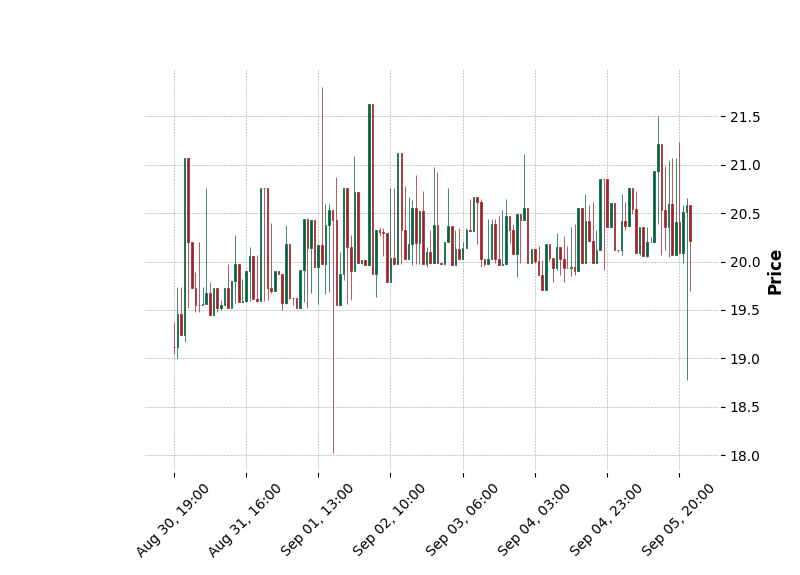 21.5
21.0
20.5
20.0
19.5
19.0
18.5
18.0
Price
Aug 30, 19:00
Aug 31, 16:00
Sep 01, 13:00
Sep 02, 10:00
Sep 03, 06:00
Sep 04, 03:00
Sep 04, 23:00
Sep 05, 20:00